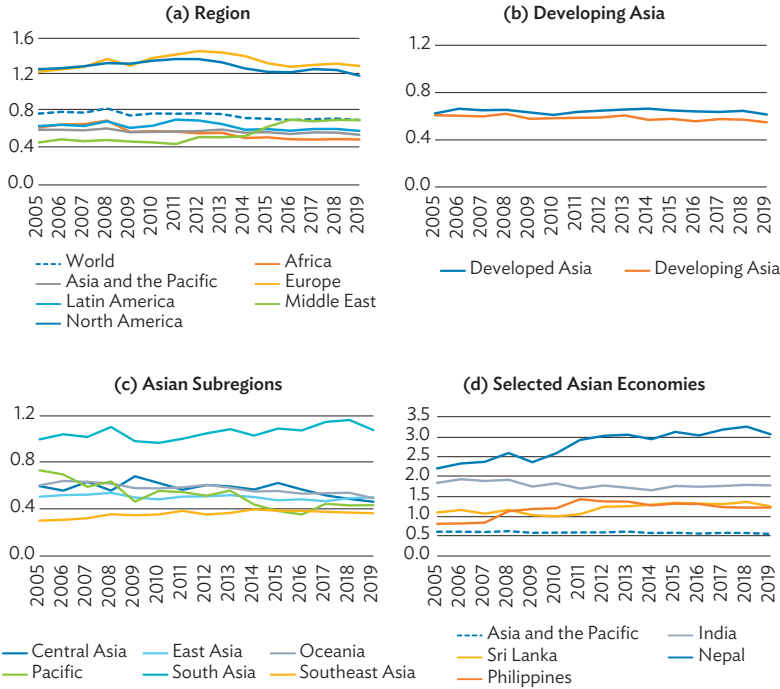 (a) Region
1.6
1.2
0.8
0.4
0.0
2005 2006 2007 2008 2009 2010 2011 2012 2013 2014 2015 2016 2017 2018 2019
World Africa
Asia and the Pacific Europe
Latin America Middle East
North America
(b) Developing Asia
1.2
0.8
0.4
0.0
2005 2006 2007 2008 2009 2010 2011 2012 2013 2014 2015 2016 2017 2018 2019
Developed Asia Developing Asia
(c) Asian Subregions
1.2
0.8
0.4
0.0
2005 2006 2007 2008 2009 2010 2011 2012 2013 2014 2015 2016 2017 2018 2019
Central Asia East Asia Oceania
Pacific South Asia Southeast Asia
(d) Selected Asian Economies
3.5
3.0
2.5
2.0
1.5
1.0
0.5
0.0
2005 2006 2007 2008 2009 2010 2011 2012 2013 2014 2015 2016 2017 2018 2019
Asia and the Pacific India
Sri Lanka Nepal
Philippines